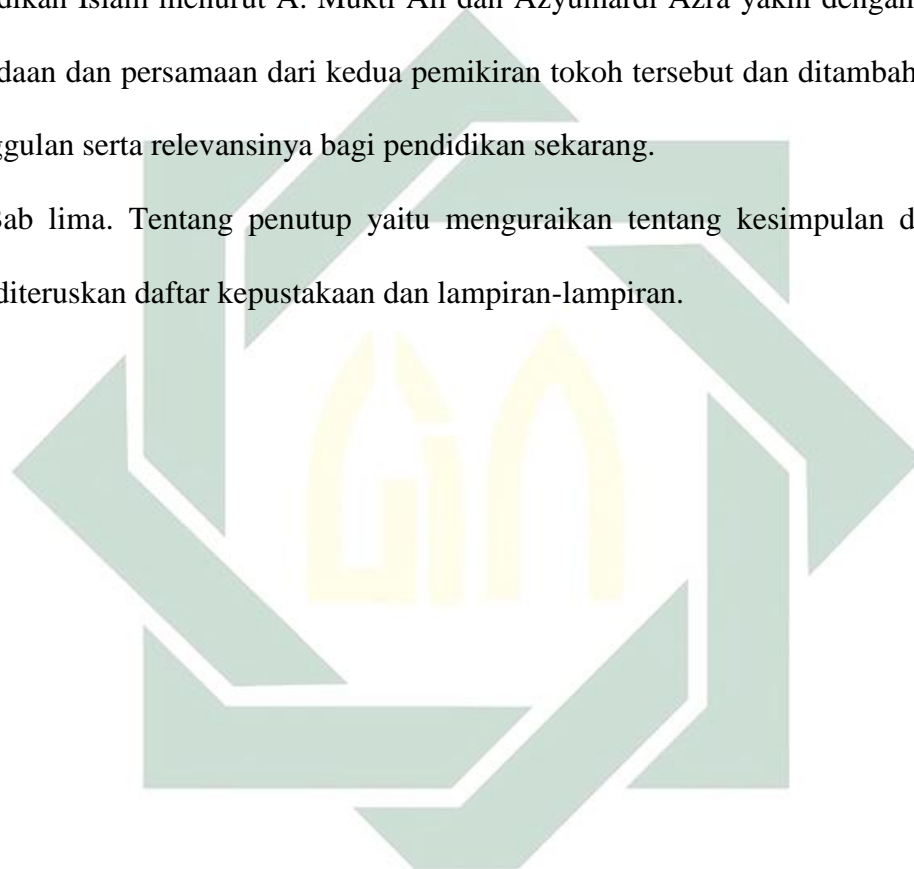 dikan Islam menurut A. Mukti Ali dan Azyumardi Azra yakni dengan
daan dan persamaan dari kedua pemikiran tokoh tersebut dan ditambah
ggulan serta relevansinya bagi pendidikan sekarang.
Bab lima. Tentang penutup yaitu menguraikan tentang kesimpulan d
diteruskan daftar kepustakaan dan lampiran-lampiran.